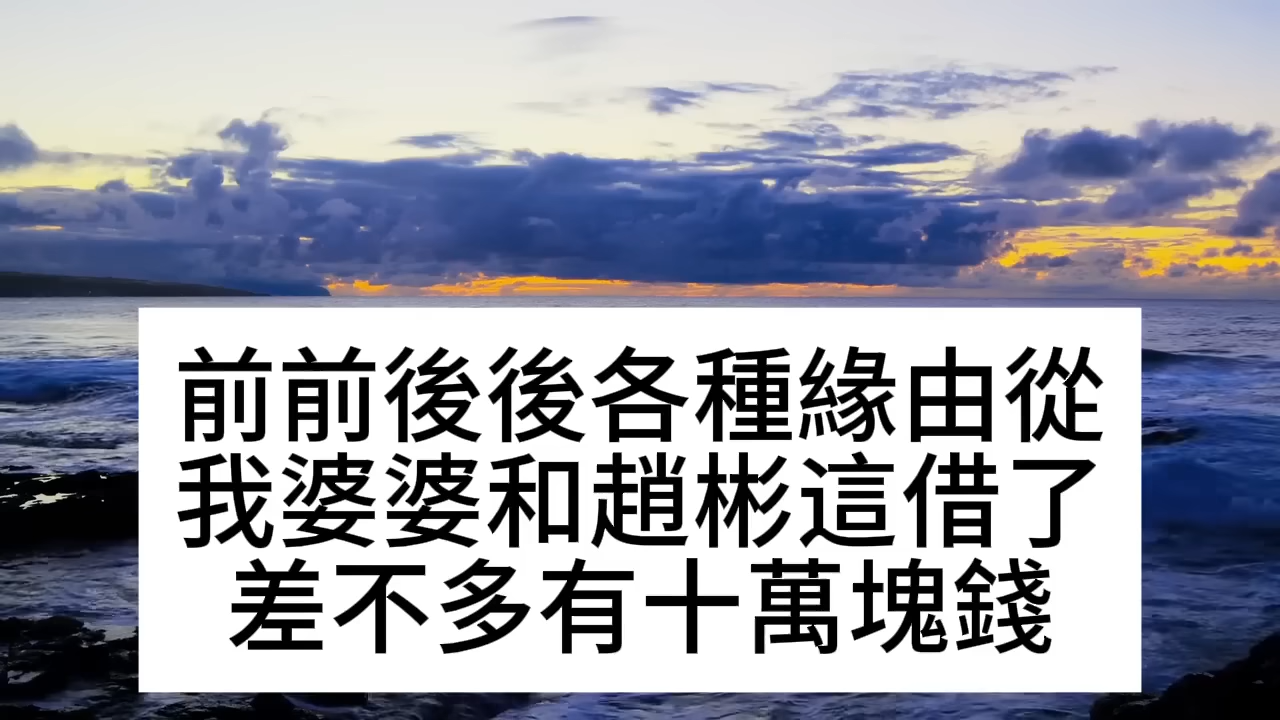 前前後後各種緣由從
我婆婆和趙彬這借了
差不多有十萬塊錢